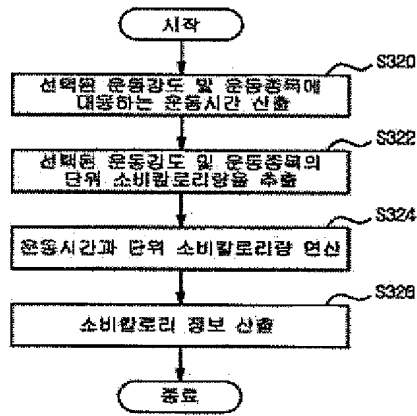 시작
S320
선택된 운동강도 및 운동종목에
대응하는 운동시간 산출
S322
선택된 운동강도 및 운동종목의
단위 소비칼로리량을 추출
S324
운동시간과 단위 소비칼로리량 연산
S326
소비칼로리 정보 산출
종료